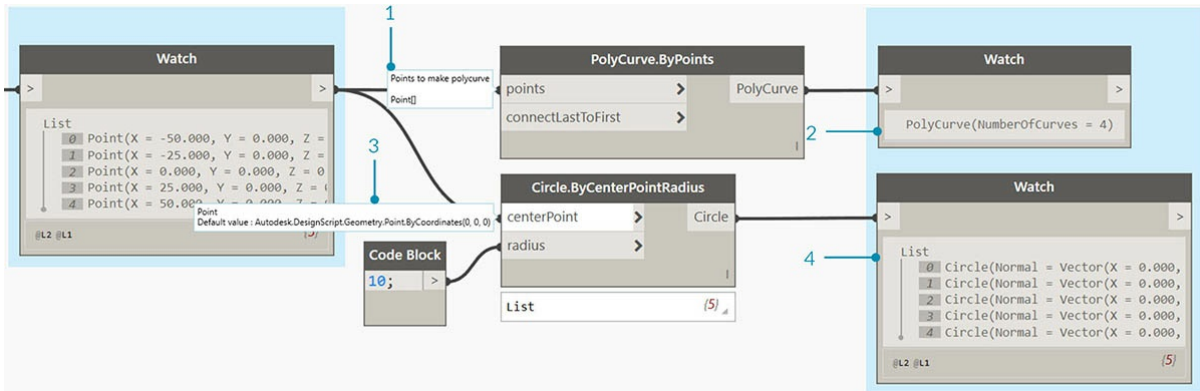 1
Watch
>
>
List
0 Point(X = -50.000, Y = 0.000, Z =
1 Point(X = -25.000, Y = 0.000, Z =
2 Point(X = 0.000, Y = 0.000, Z = 0
3 Point(X = 25.000, Y = 0.000, Z =
4 Point(X = 50.
@L2 @L1
Points to make polycurve
Point[]
PolyCurve.ByPoints
points >
PolyCurve
connectLastToFirst >
l
Watch
>
>
2
PolyCurve(NumberOfCurves = 4)
3
Point
Default value : Autodesk.DesignScript.Geometry.Point.ByCoordinates(0, 0, 0)
Circle.ByCenterPointRadius
centerPoint >
Circle
radius >
l
Code Block
10;
>
List
{5}
Watch
>
>
4
List
0 Circle(Normal = Vector(X = 0.000,
1 Circle(Normal = Vector(X = 0.000,
2 Circle(Normal = Vector(X = 0.000,
3 Circle(Normal = Vector(X = 0.000,
4 Circle(Normal = Vector(X = 0.000,
@L2 @L1
{5}